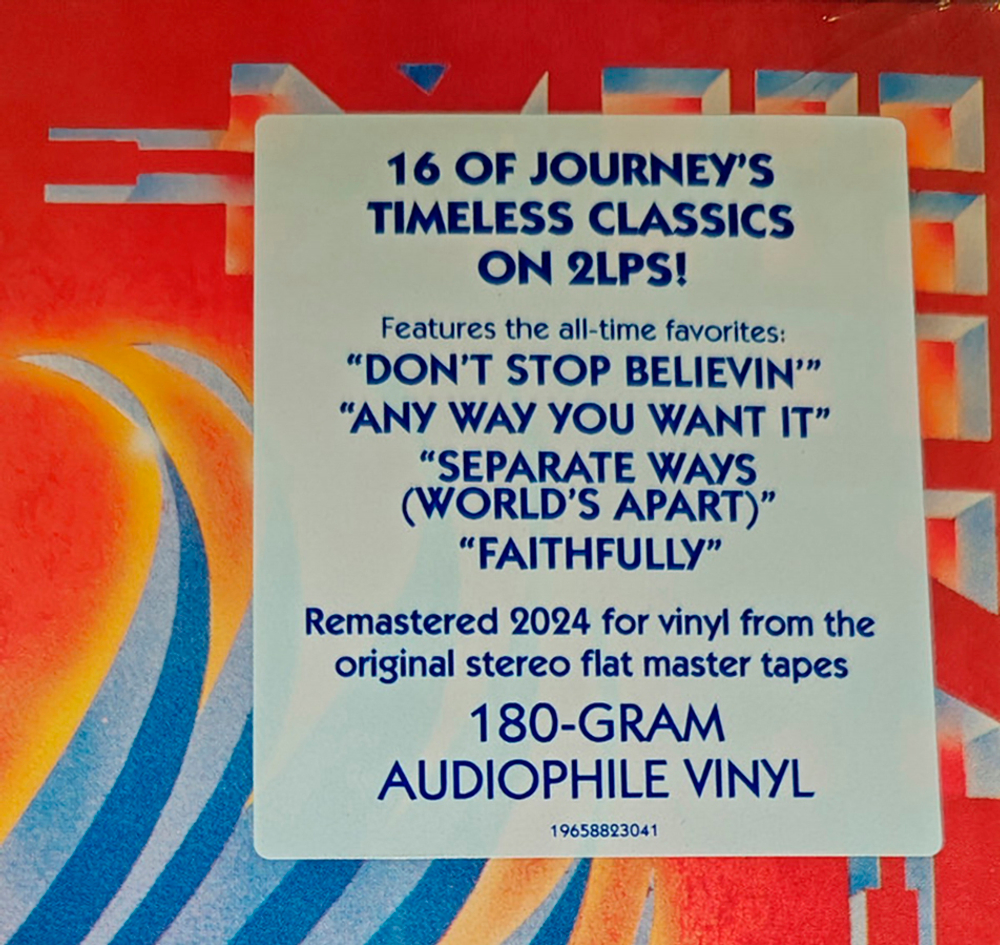 16 OF JOURNEY'S
TIMELESS CLASSICS
ON 2LPS!
Features the all-time favorites:
“DON'T STOP BELIEVIN'”
“ANY WAY YOU WANT IT”
“SEPARATE WAYS
(WORLD'S APART)”
“FAITHFULLY”
Remastered 2024 for vinyl from the
original stereo flat master tapes
180-GRAM
AUDIOPHILE VINYL
19658823041